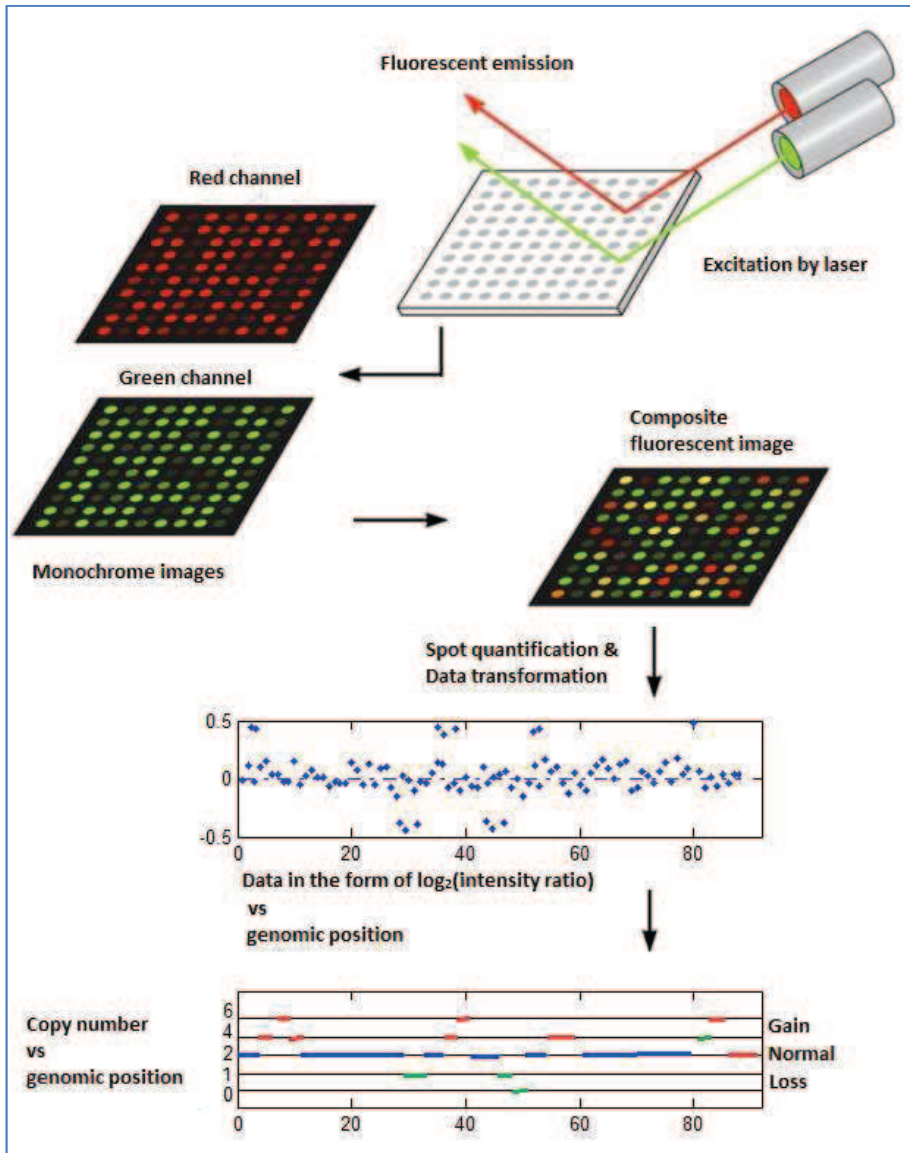 Fluorescent emission
Red channel
Excitation by laser
Green channel
Composite
fluorescent image
Monochrome images
Spot quantification &
Data transformation
0.5
0
-0.5
0 20 40 60 80
Data in the form of log₂(intensity ratio)
vs
genomic position
Copy number
vs
genomic position
6
4
2
1
0
Gain
Normal
Loss
0 20 40 60 80